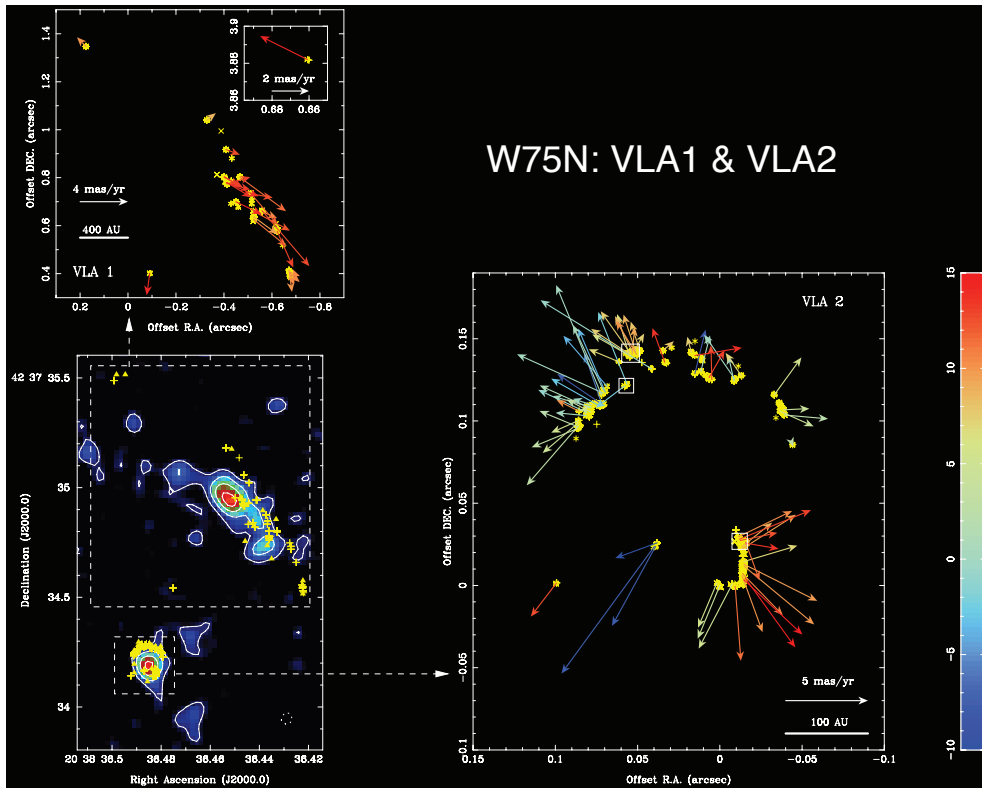 W75N: VLA1 & VLA2
3.9
3.88
3.86
2 mas/yr
0.68
0.66
1.4
1.2
1
0.8
0.6
0.4
Offset DEC. (arcsec)
4 mas/yr
400 AU
VLA 1
0.2
0
−0.2
−0.4
−0.6
−0.8
Offset R.A. (arcsec)
42 37 35.5
35
34.5
34
Declination (J2000.0)
20 38 36.5
36.48
36.46
36.44
36.42
Right Ascension (J2000.0)
VLA 2
0.15
0.1
0.05
0
−0.05
−0.1
Offset DEC. (arcsec)
5 mas/yr
100 AU
0.15
0.1
0.05
0
−0.05
−0.1
Offset R.A. (arcsec)
15
10
5
0
−5
−10